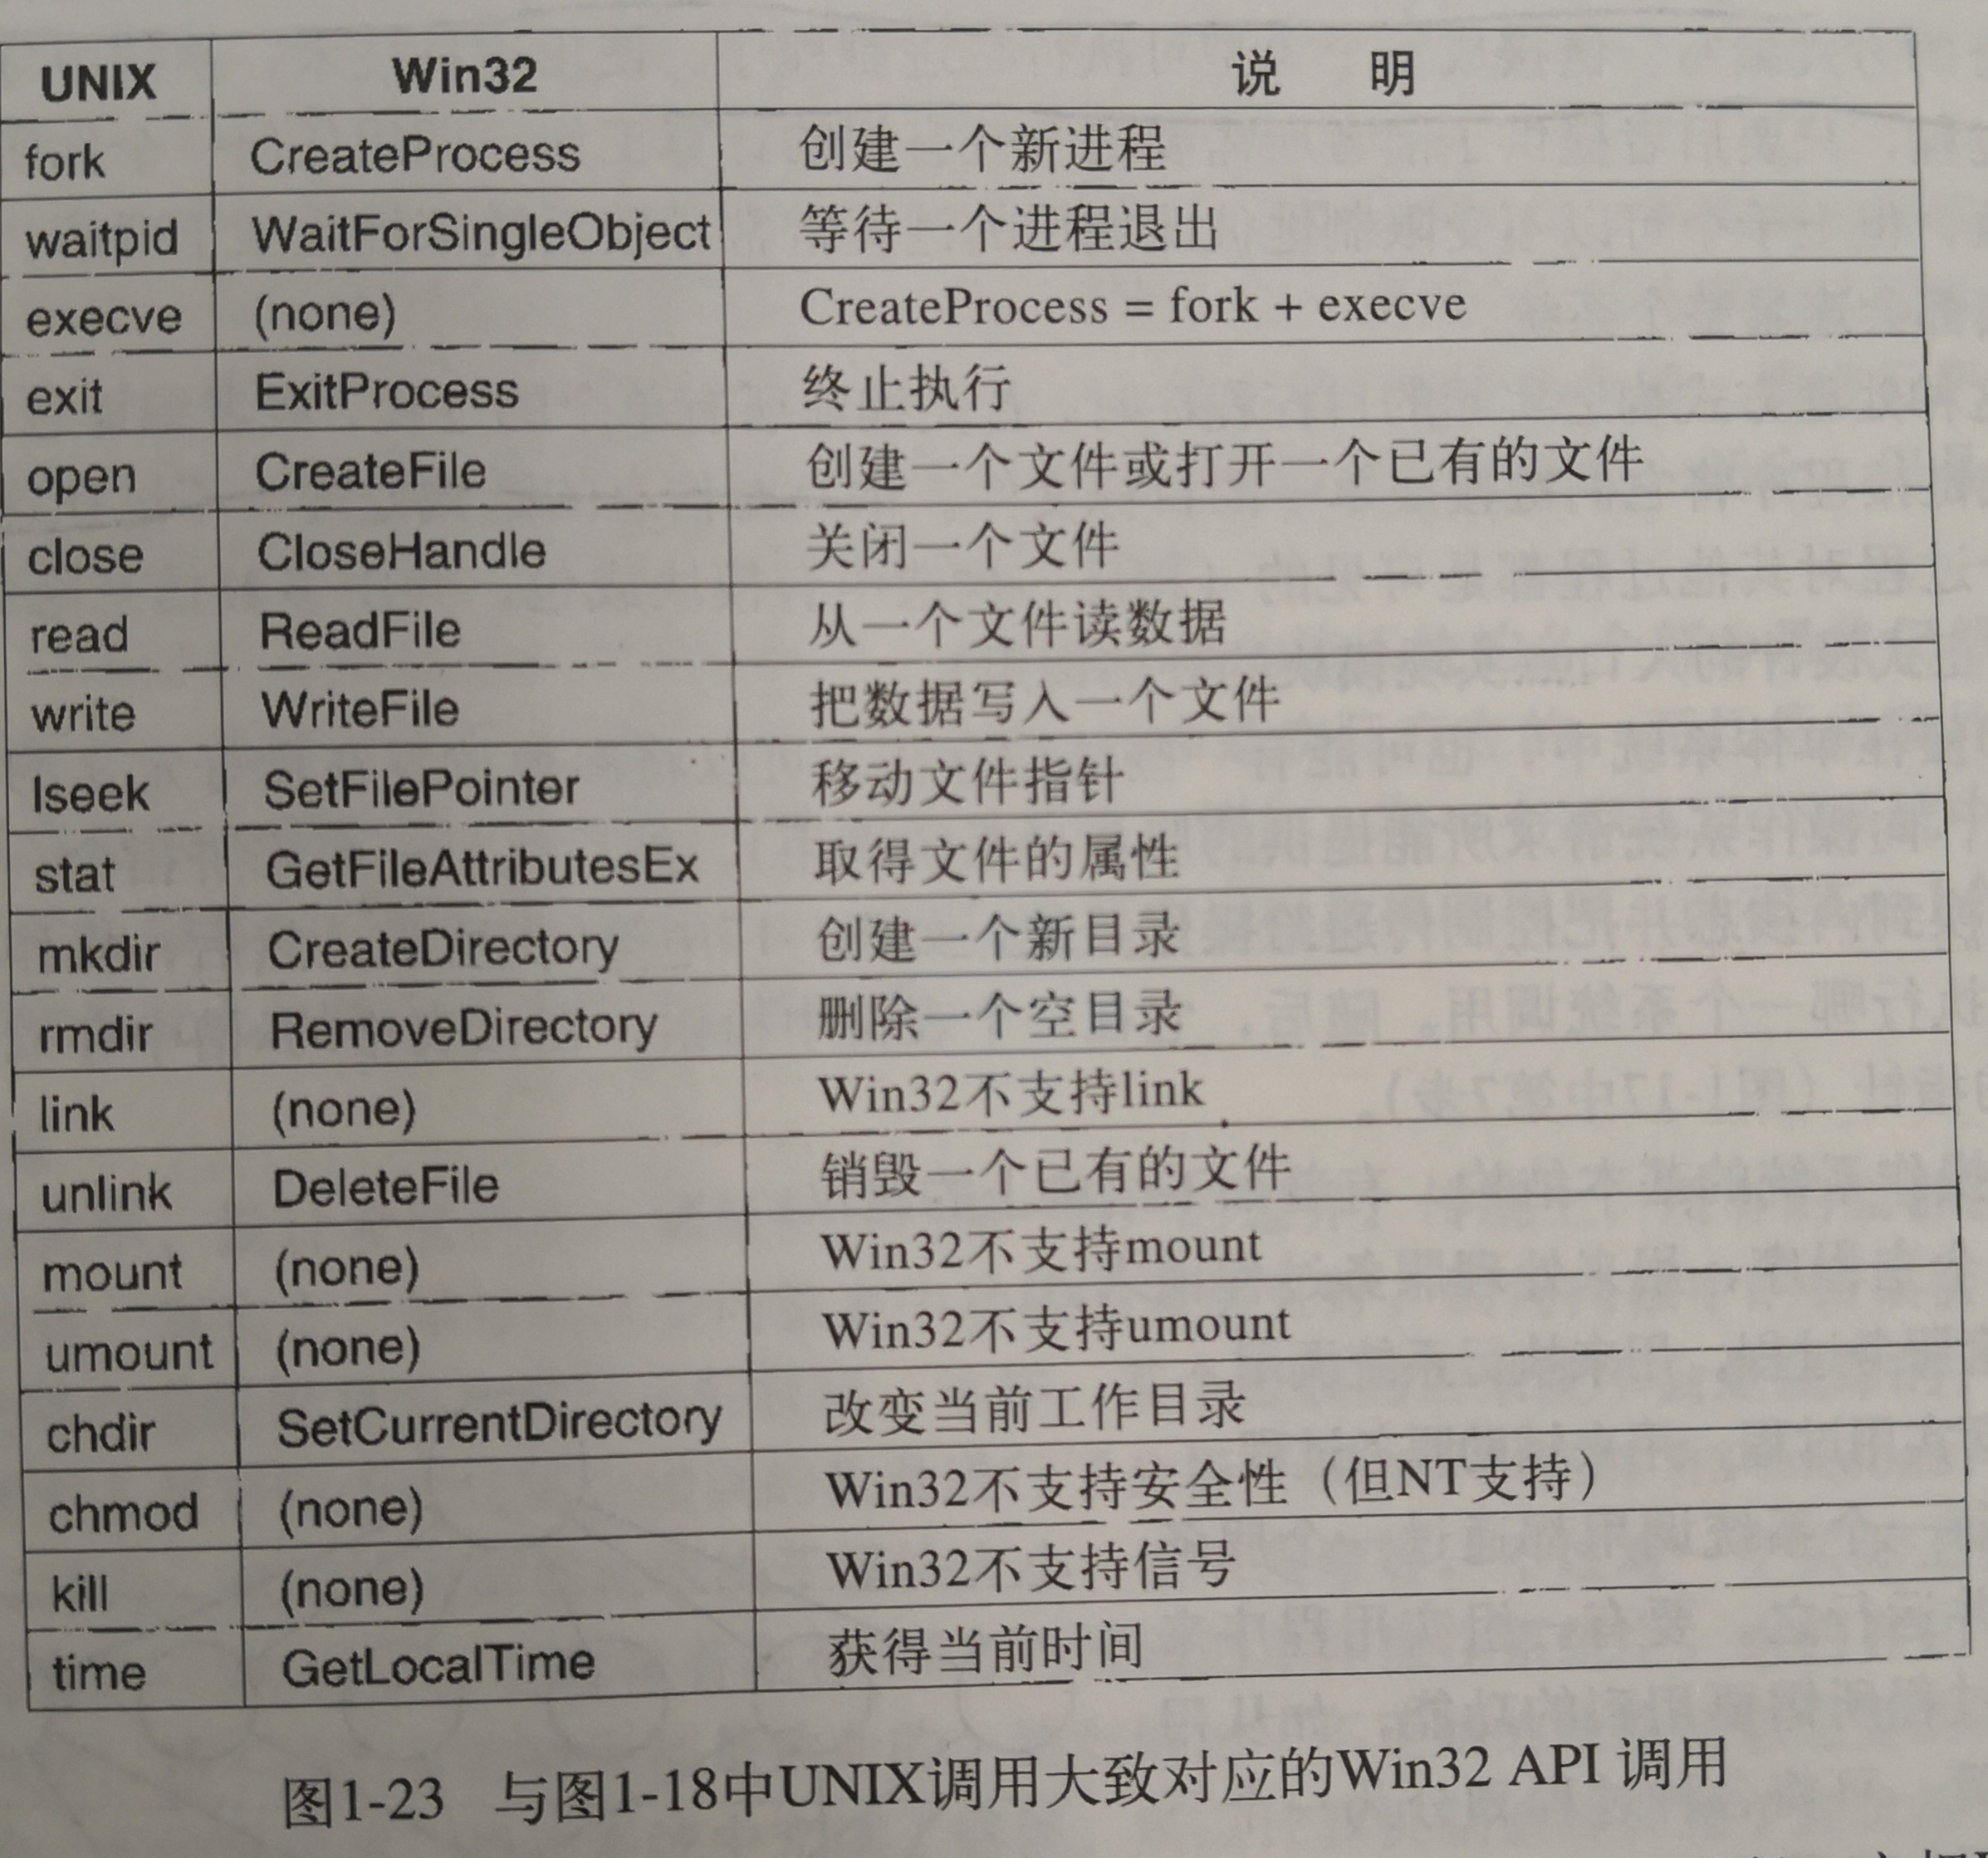 UNIX Win32 说 明
fork CreateProcess 创建一个新进程
waitpid WaitForSingleObject 等待一个进程退出
execve (none) CreateProcess = fork + execve
exit ExitProcess 终止执行
open CreateFile 创建一个文件或打开一个已有的文件
close CloseHandle 关闭一个文件
read ReadFile 从一个文件读数据
write WriteFile 把数据写入一个文件
lseek SetFilePointer 移动文件指针
stat GetFileAttributesEx 取得文件的属性
mkdir CreateDirectory 创建一个新目录
rmdir RemoveDirectory 删除一个空目录
link (none) Win32不支持link
unlink DeleteFile 销毁一个已有的文件
mount (none) Win32不支持mount
umount (none) Win32不支持umount
chdir SetCurrentDirectory 改变当前工作目录
chmod (none) Win32不支持安全性（但NT支持）
kill (none) Win32不支持信号
time GetLocalTime 获得当前时间
图1-23 与图1-18中UNIX调用大致对应的Win32 API 调用